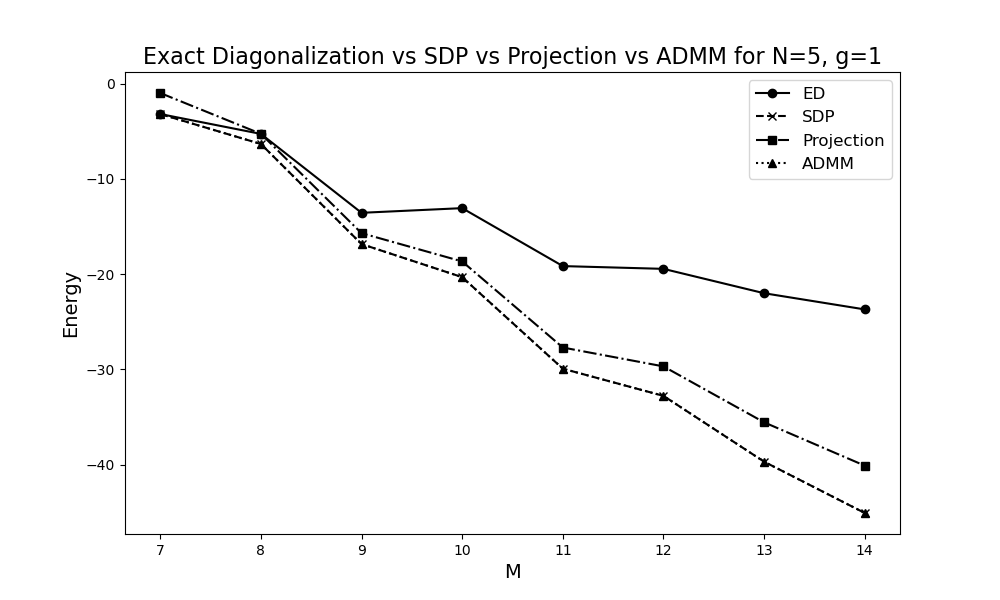 Exact Diagonalization vs SDP vs Projection vs ADMM for N=5, g=1
ED
SDP
Projection
ADMM
0
−10
−20
−30
−40
Energy
7 8 9 10 11 12 13 14
M